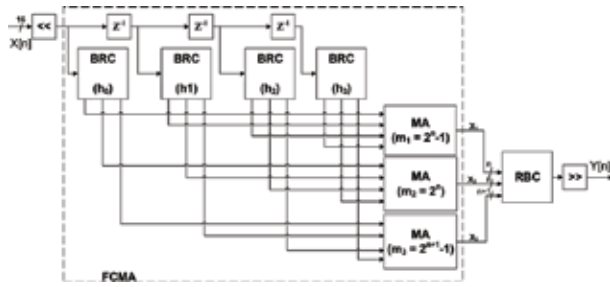 16
<<
X[n]
Z⁻¹
Z⁻¹
Z⁻¹
BRC
(h₀)
BRC
(h1)
BRC
(h₂)
BRC
(h₃)
MA
(m₁ = 2ⁿ-1)
MA
(m₂ = 2ⁿ)
MA
(m₃ = 2ⁿ⁺¹-1)
RBC
>>
Y[n]
FCMA